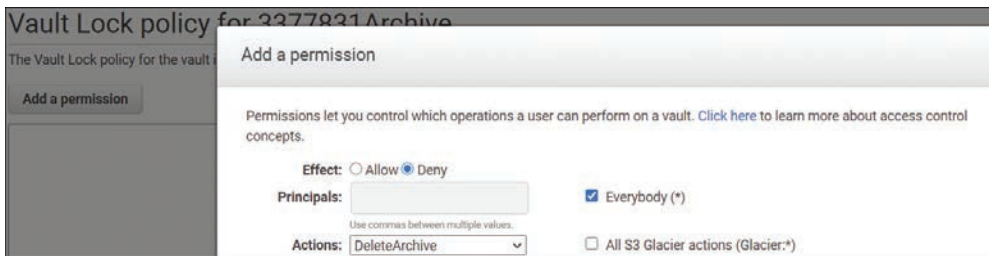 Vault Lock policy for 3377831Archive
The Vault Lock policy for the vault i
Add a permission
Add a permission
Permissions let you control which operations a user can perform on a vault. Click here to learn more about access control
concepts.
Effect: Allow Deny
Principals: Everybody (*)
Use commas between multiple values.
Actions: DeleteArchive All S3 Glacier actions (Glacier:*)